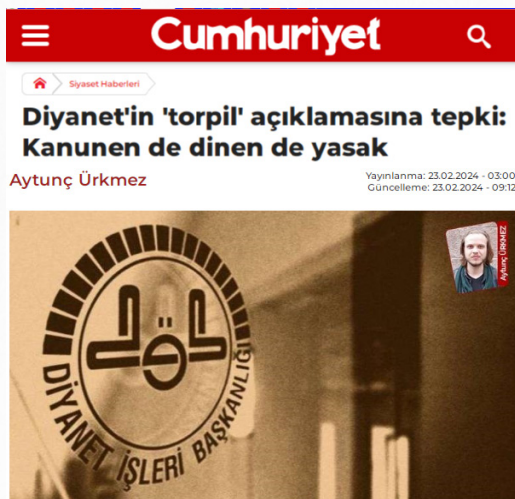 Cumhuriyet
Siyaset Haberleri
Diyanet'in 'torpil' açıklamasına tepki:
Kanunen de dinen de yasak
Aytunç Ürkmez
Yayınlanma: 23.02.2024 - 03:00
Güncelleme: 23.02.2024 - 09:12
Aytunç ÜRKMEZ
DİYANET İŞLERİ BAŞKANLIĞI